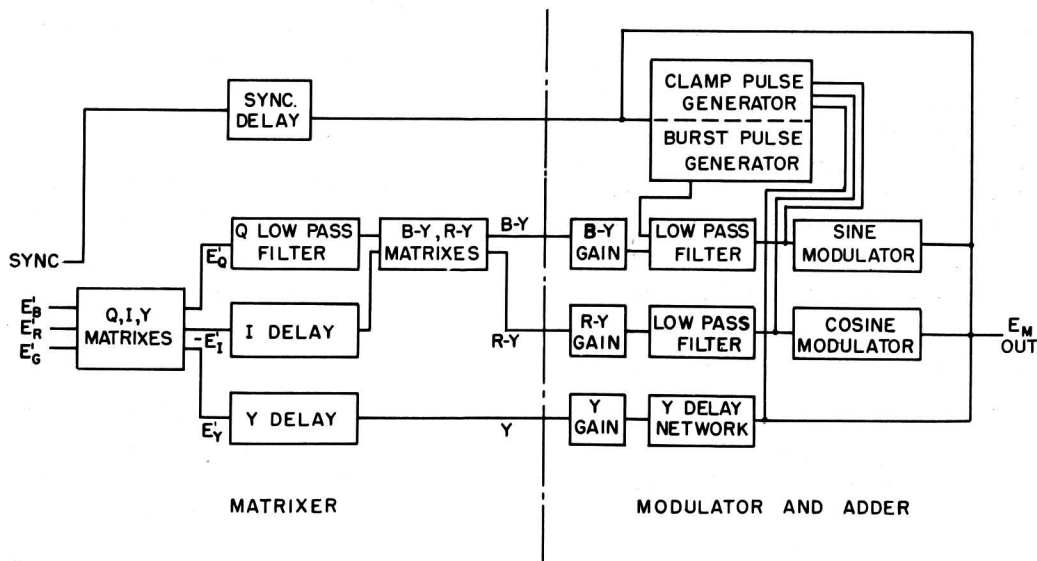 SYNC.
DELAY
CLAMP PULSE
GENERATOR
BURST PULSE
GENERATOR
SYNC
E'B
E'R
E'G
Q, I, Y
MATRIXES
E'Q
-E'I
E'Y
Q LOW PASS
FILTER
I DELAY
Y DELAY
B-Y, R-Y
MATRIXES
B-Y
R-Y
Y
B-Y
GAIN
LOW PASS
FILTER
SINE
MODULATOR
R-Y
GAIN
LOW PASS
FILTER
COSINE
MODULATOR
EM
OUT
Y
GAIN
Y DELAY
NETWORK
MATRIXER
MODULATOR AND ADDER